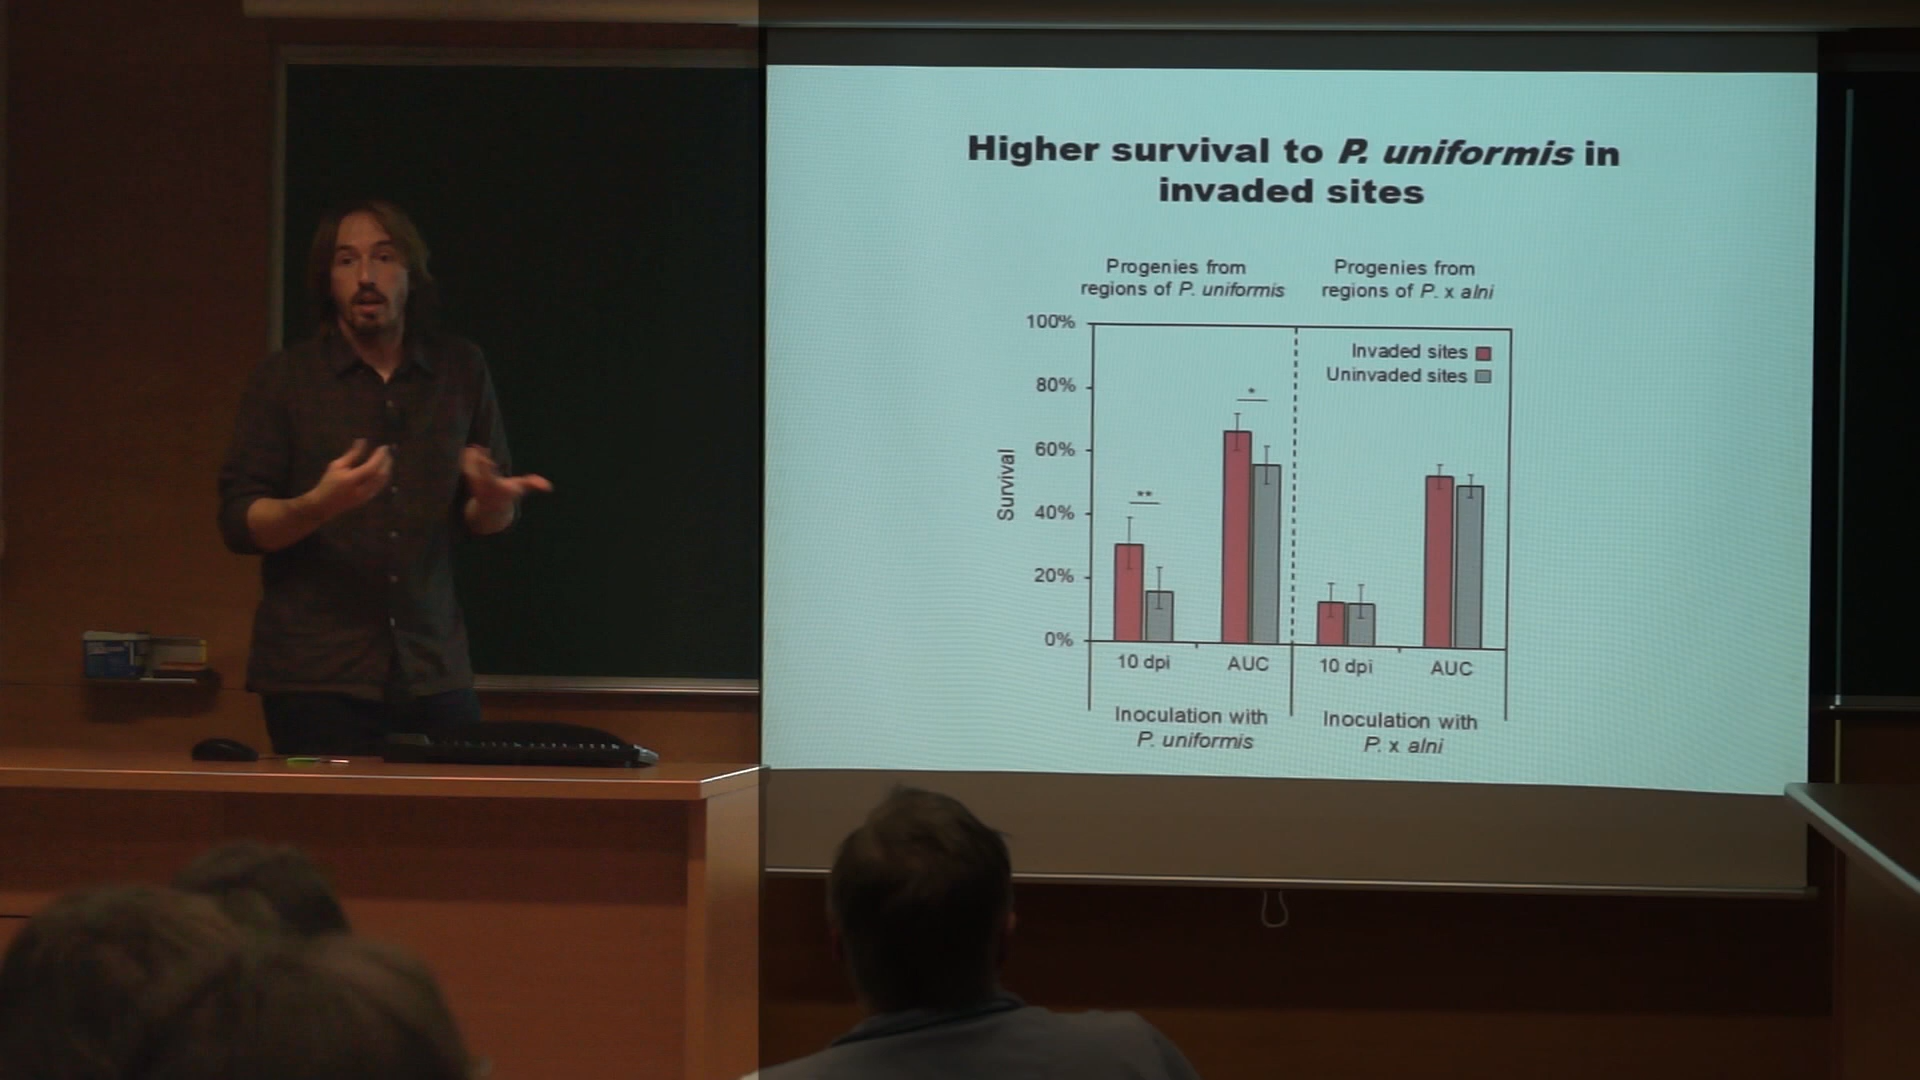 Higher survival to P. uniformis in
invaded sites
Progenies from
regions of P. uniformis
Progenies from
regions of P. x alni
100%
80%
60%
40%
20%
0%
Survival
Invaded sites
Uninvaded sites
**
*
10 dpi
AUC
10 dpi
AUC
Inoculation with
P. uniformis
Inoculation with
P. x alni